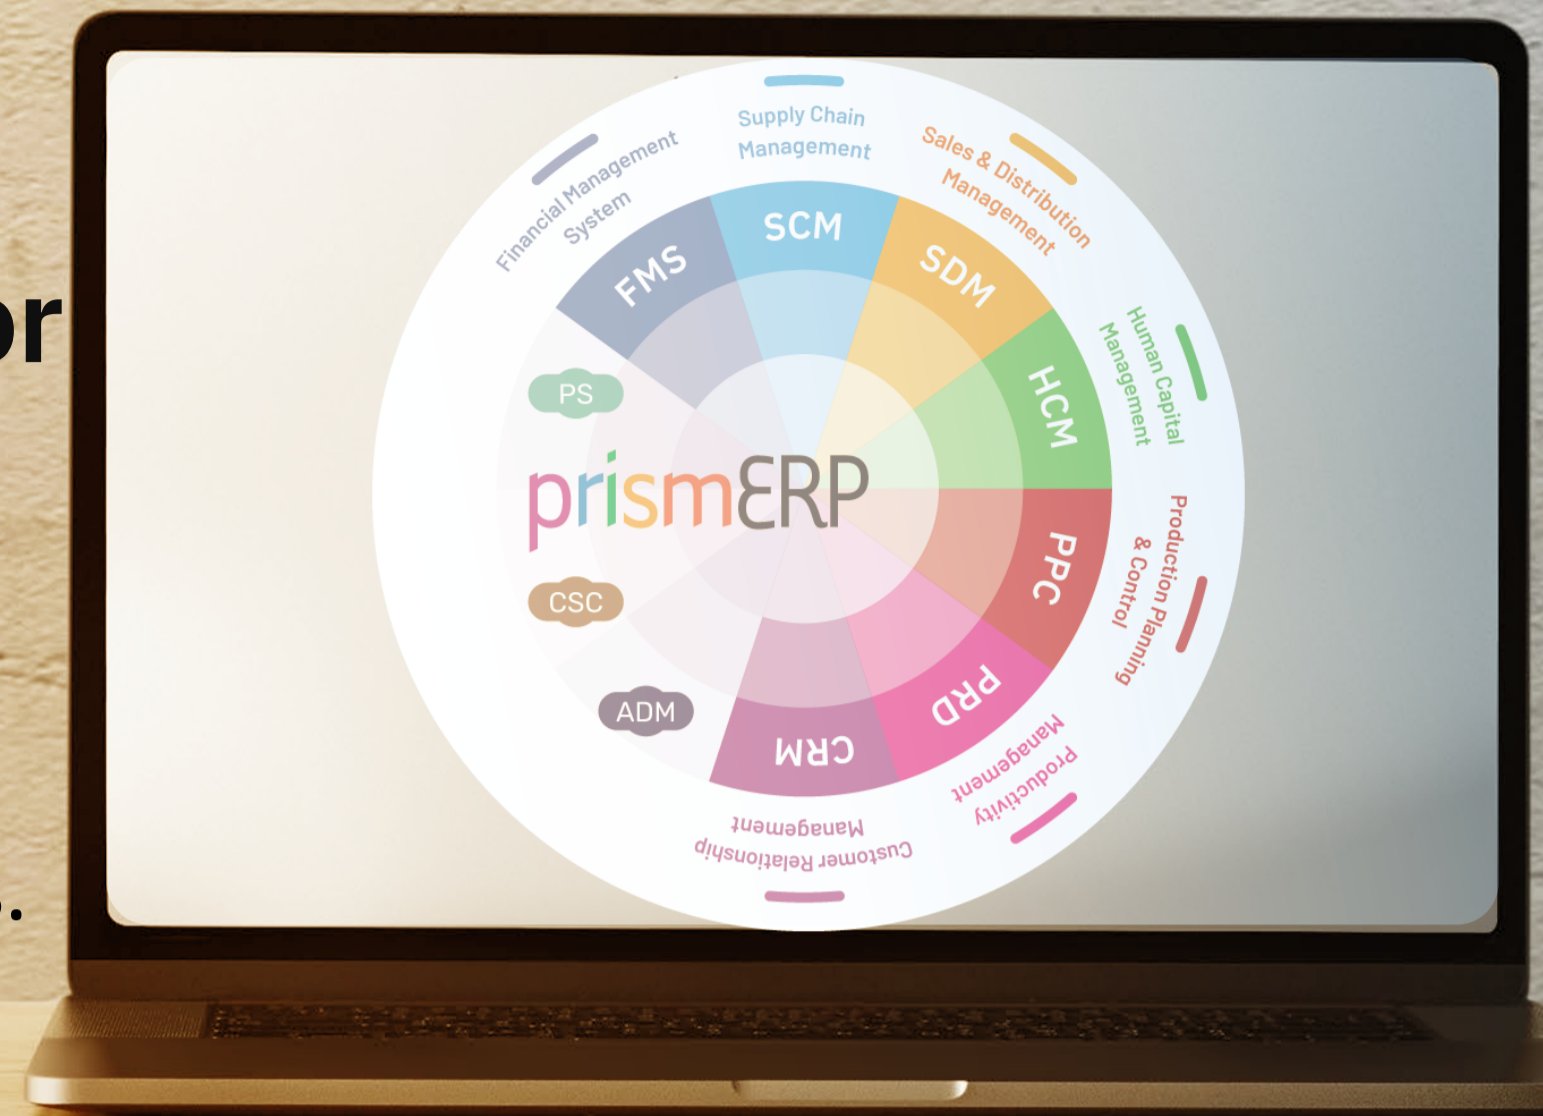 or
.
Supply Chain
Management
Financial Management
System
Sales & Distribution
Management
Human Capital
Management
Production Planning
& Control
Productivity
Management
Customer Relationship
Management
FMS
SCM
SDM
HCM
PPC
PRD
CRM
PS
prismERP
CSC
ADM